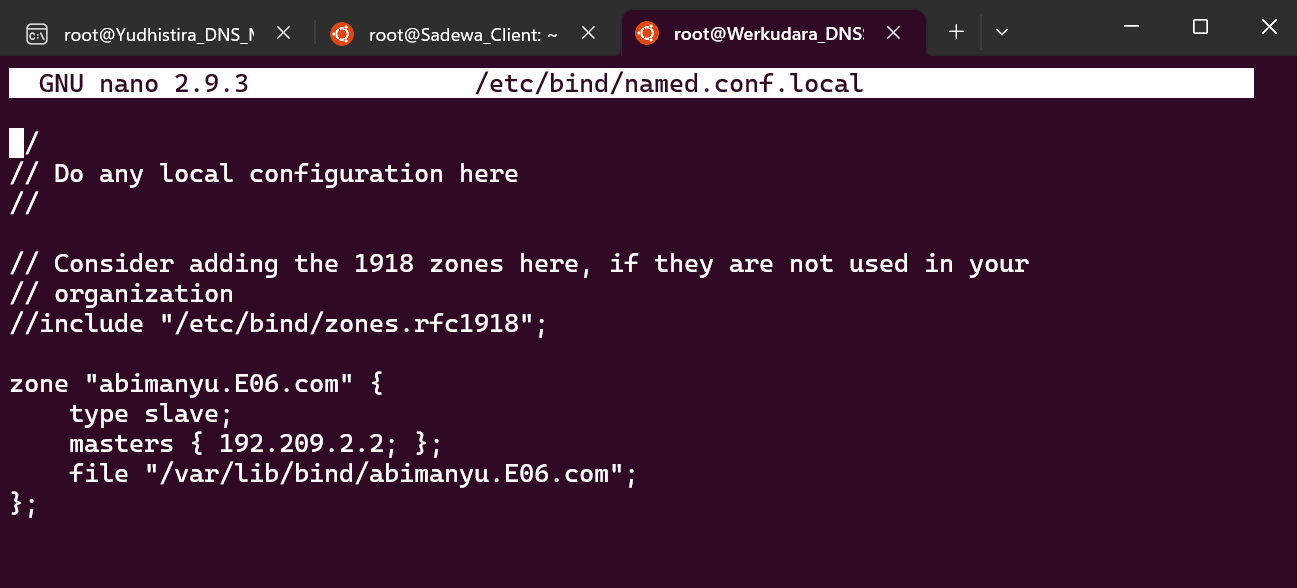 root@Yudhistira_DNS_M
root@Sadewa_Client: ~
root@Werkudara_DNS
GNU nano 2.9.3 /etc/bind/named.conf.local
//
// Do any local configuration here
//
// Consider adding the 1918 zones here, if they are not used in your
// organization
//include "/etc/bind/zones.rfc1918";
zone "abimanyu.E06.com" {
    type slave;
    masters { 192.209.2.2; };
    file "/var/lib/bind/abimanyu.E06.com";
};